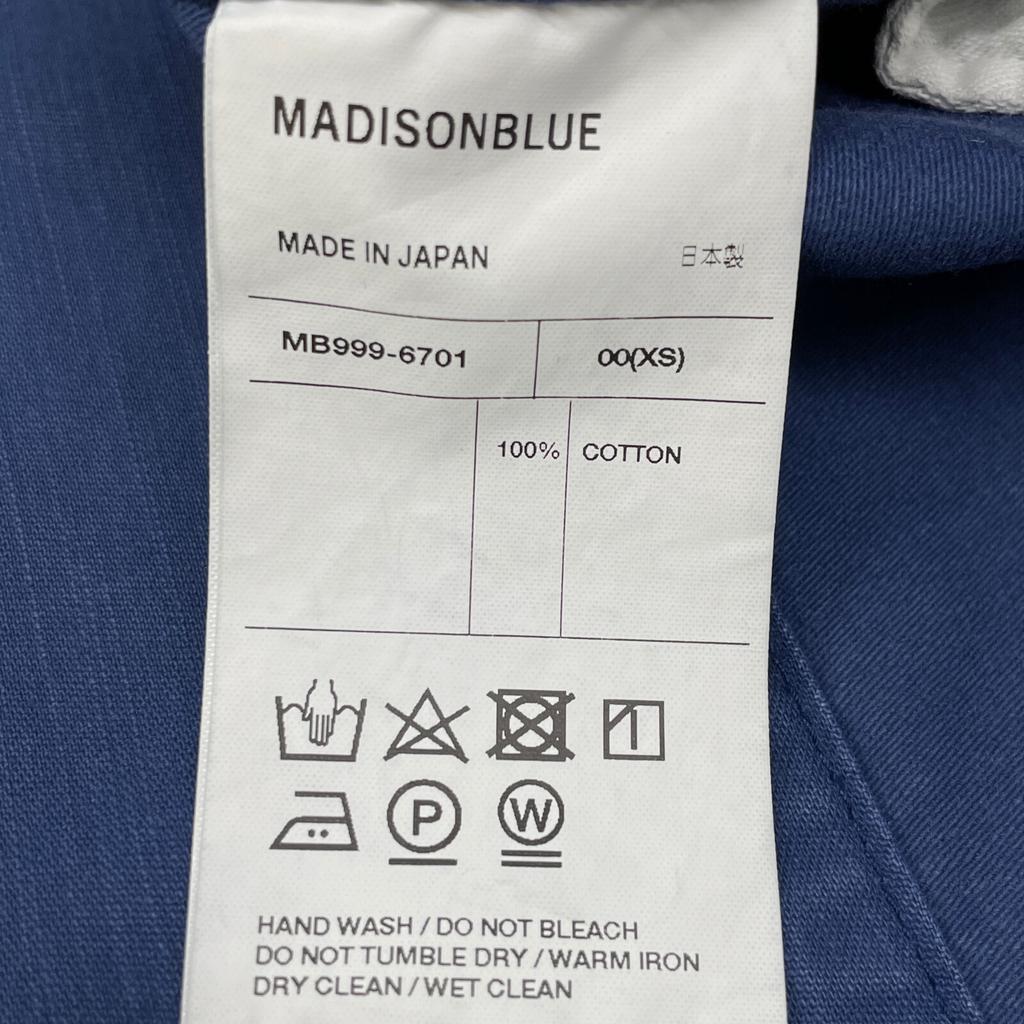 MADISONBLUE
MADE IN JAPAN 日本製
MB999-6701 00(XS)
100% COTTON
P W
HAND WASH / DO NOT BLEACH
DO NOT TUMBLE DRY / WARM IRON
DRY CLEAN / WET CLEAN